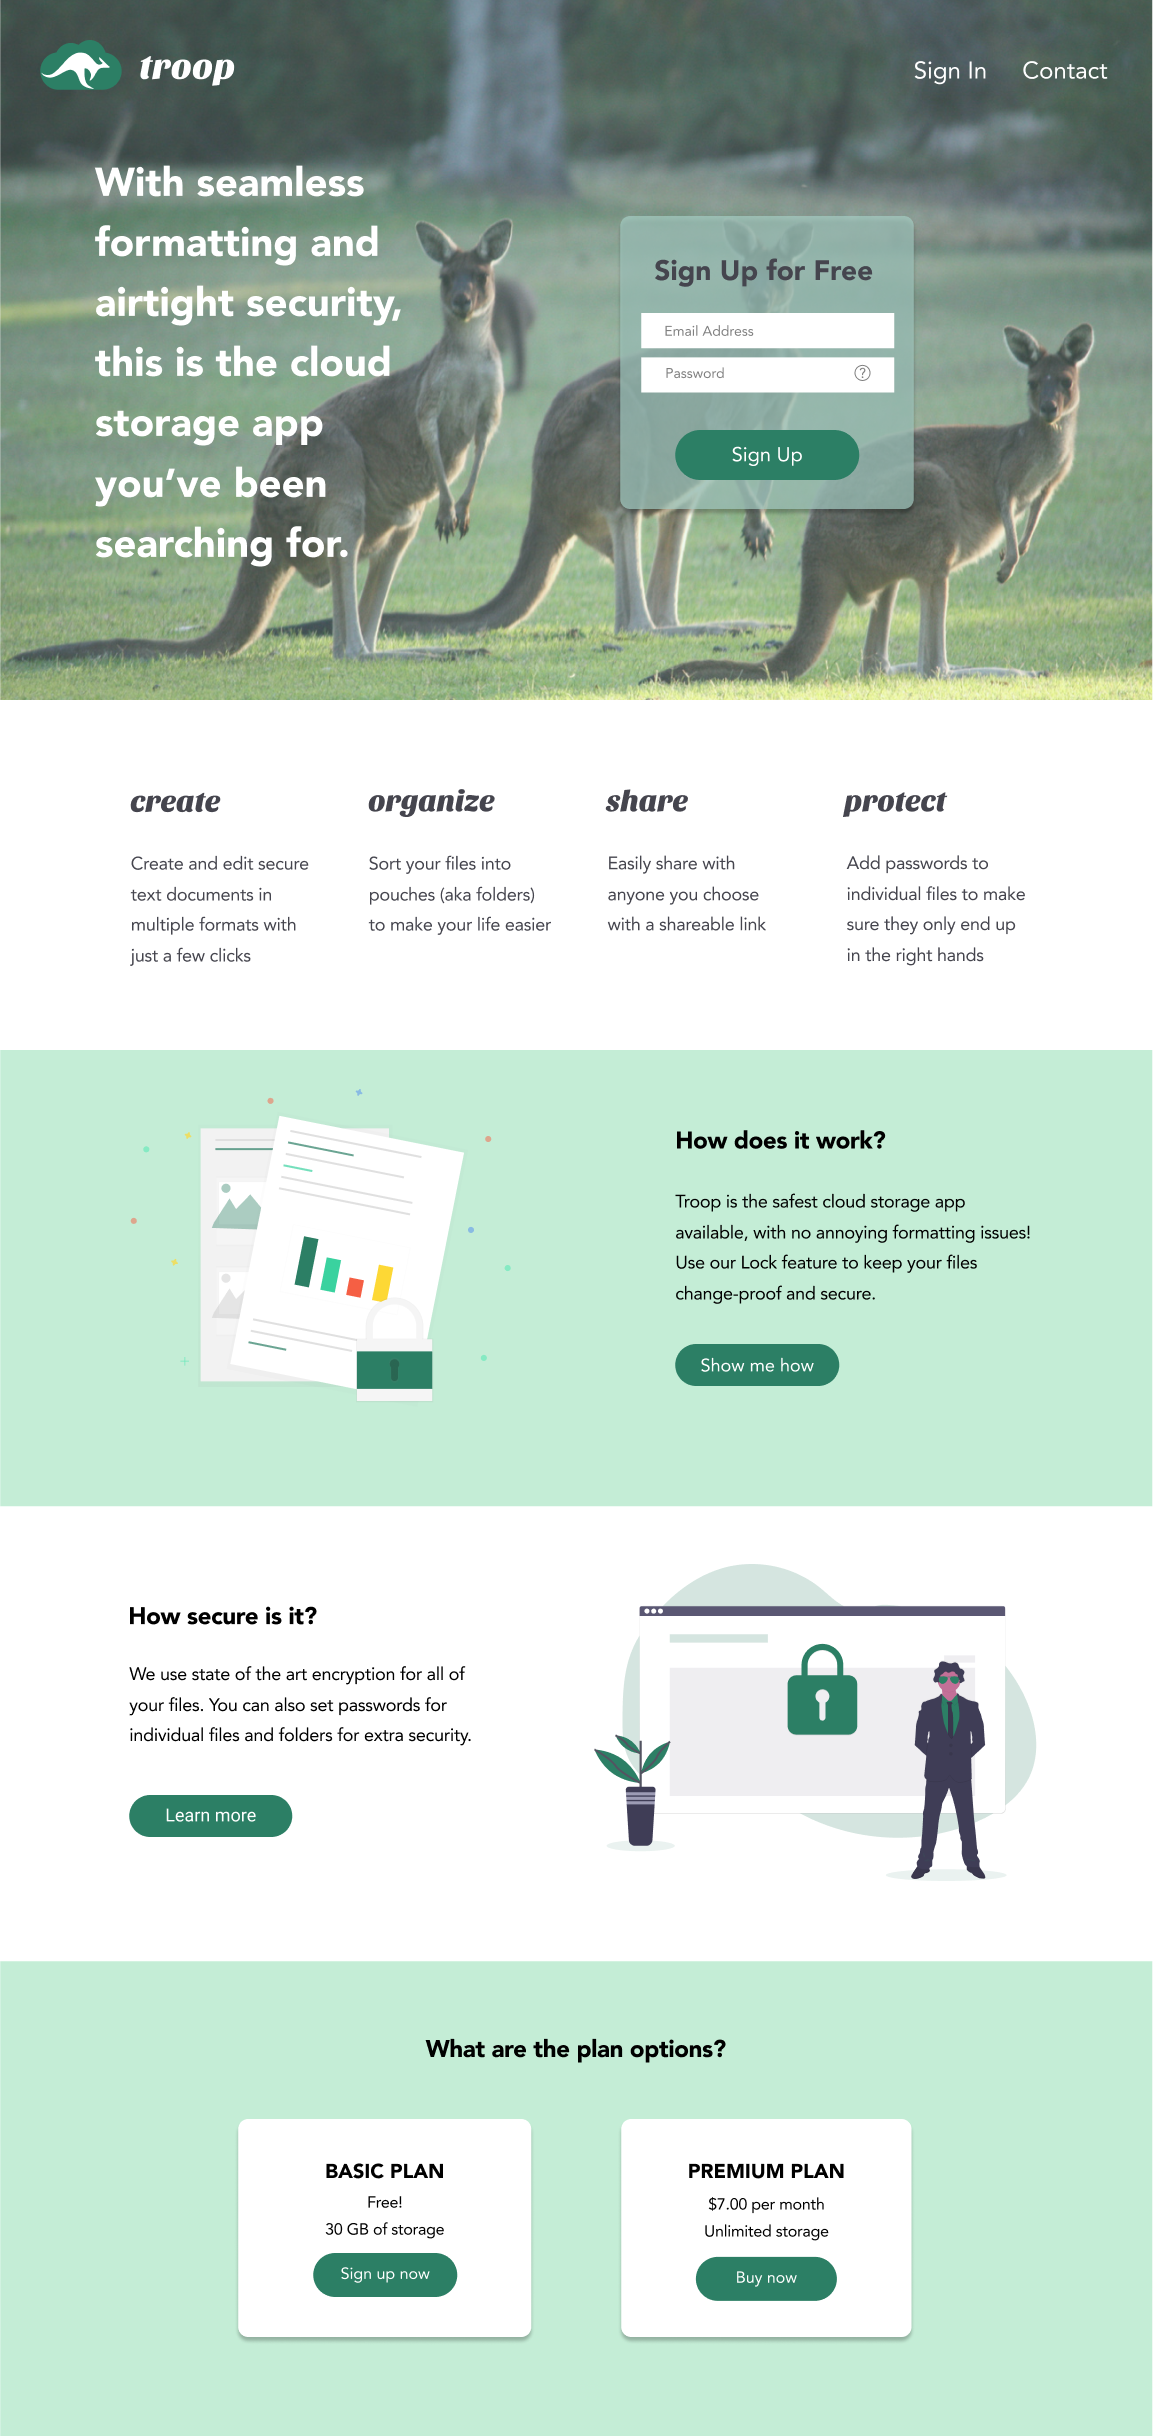 troop
Sign In
Contact
With seamless
formatting and
airtight security,
this is the cloud
storage app
you’ve been
searching for.
Sign Up for Free
Email Address
Password
?
Sign Up
create
Create and edit secure
text documents in
multiple formats with
just a few clicks
organize
Sort your files into
pouches (aka folders)
to make your life easier
share
Easily share with
anyone you choose
with a shareable link
protect
Add passwords to
individual files to make
sure they only end up
in the right hands
How does it work?
Troop is the safest cloud storage app
available, with no annoying formatting issues!
Use our Lock feature to keep your files
change-proof and secure.
Show me how
How secure is it?
We use state of the art encryption for all of
your files. You can also set passwords for
individual files and folders for extra security.
Learn more
What are the plan options?
BASIC PLAN
Free!
30 GB of storage
Sign up now
PREMIUM PLAN
$7.00 per month
Unlimited storage
Buy now